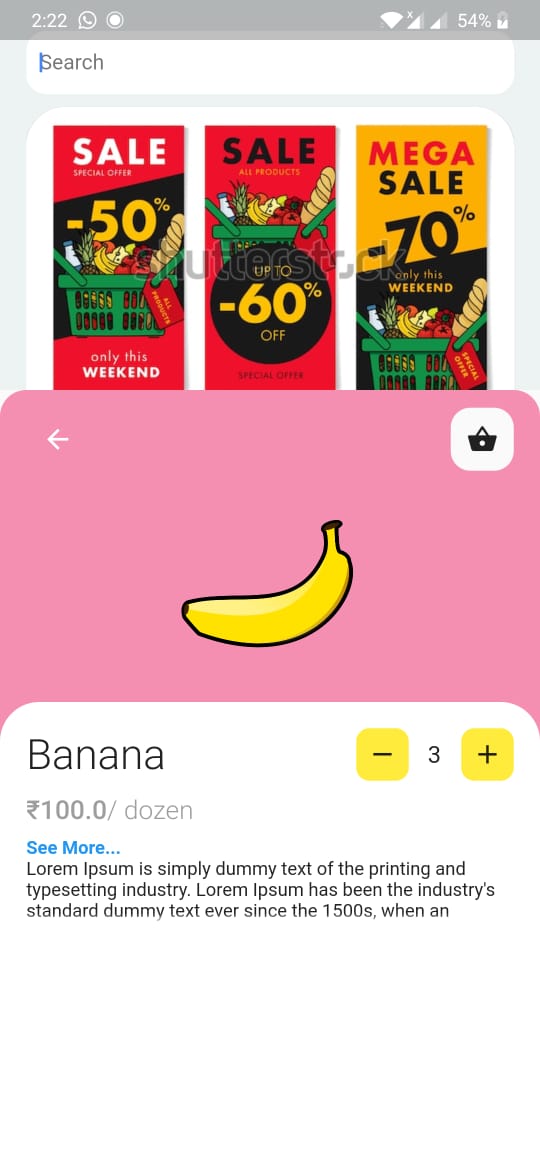 2:22
x
54%
Search
SALE
SPECIAL OFFER
-50%
ALL PRODUCTS
only this
WEEKEND
SALE
ALL PRODUCTS
UP TO
-60%
OFF
SPECIAL OFFER
MEGA
SALE
-70%
only this
WEEKEND
SPECIAL OFFER
shutterstock
Banana
3
₹100.0/ dozen
See More...
Lorem Ipsum is simply dummy text of the printing and
typesetting industry. Lorem Ipsum has been the industry's
standard dummy text ever since the 1500s, when an